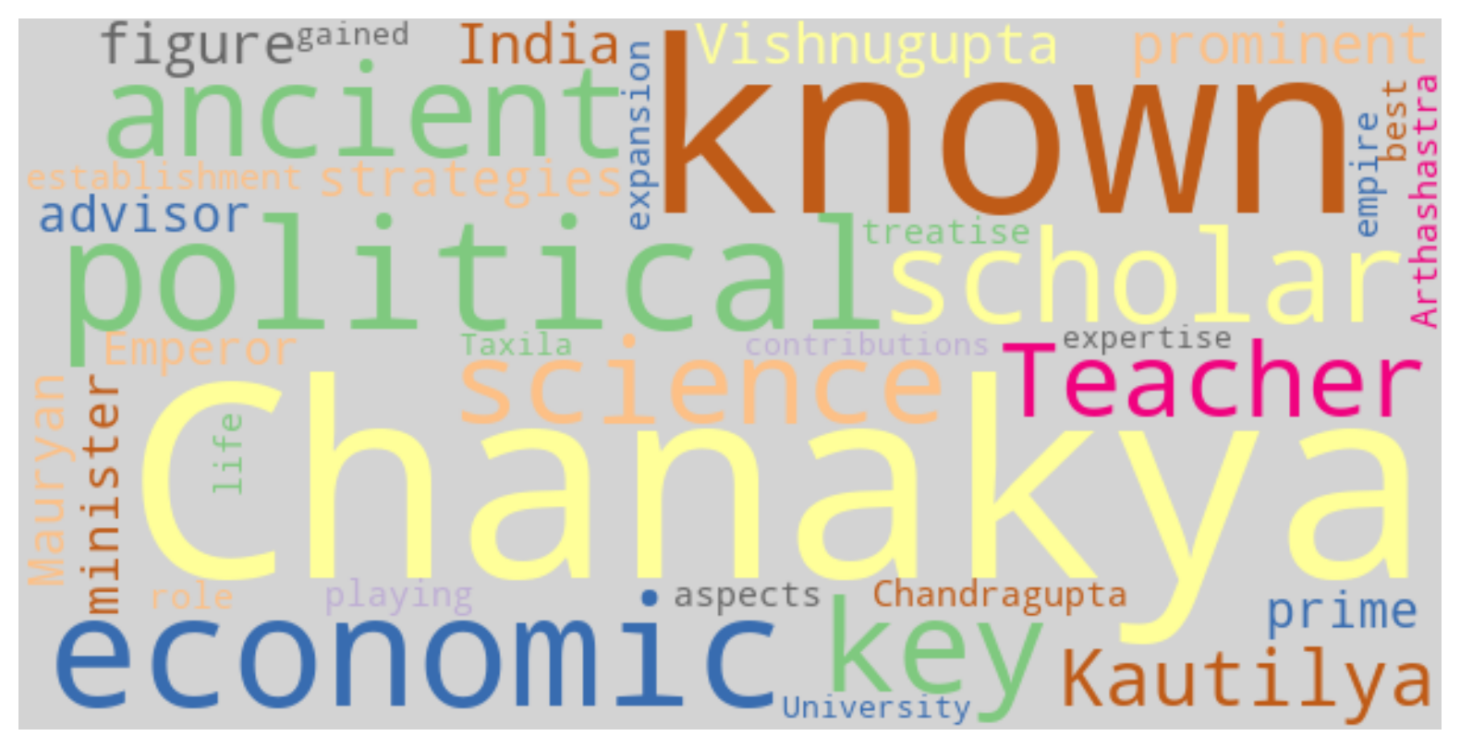 figure gained India Vishnugupta prominent
ancient expansion known best
establishment strategies empire Arthashastra
advisor treatise
political scholar
Emperor Taxila contributions expertise
science Teacher
Mauryan minister life Chanakya
role playing aspects Chandragupta prime
economic key Kautilya
University